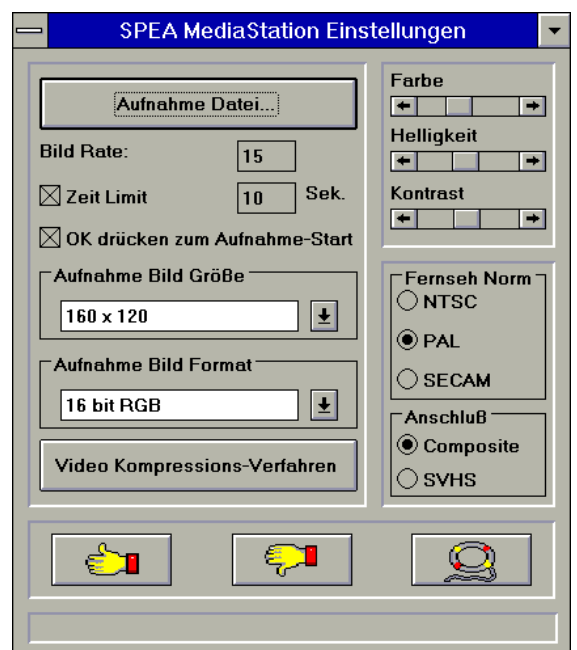 SPEA MediaStation Einstellungen
Aufnahme Datei...
Bild Rate: 15
Zeit Limit 10 Sek.
OK drücken zum Aufnahme-Start
Aufnahme Bild Größe
160 x 120
Aufnahme Bild Format
16 bit RGB
Video Kompressions-Verfahren
Farbe
Helligkeit
Kontrast
Fernseh Norm
NTSC
PAL
SECAM
Anschluß
Composite
SVHS